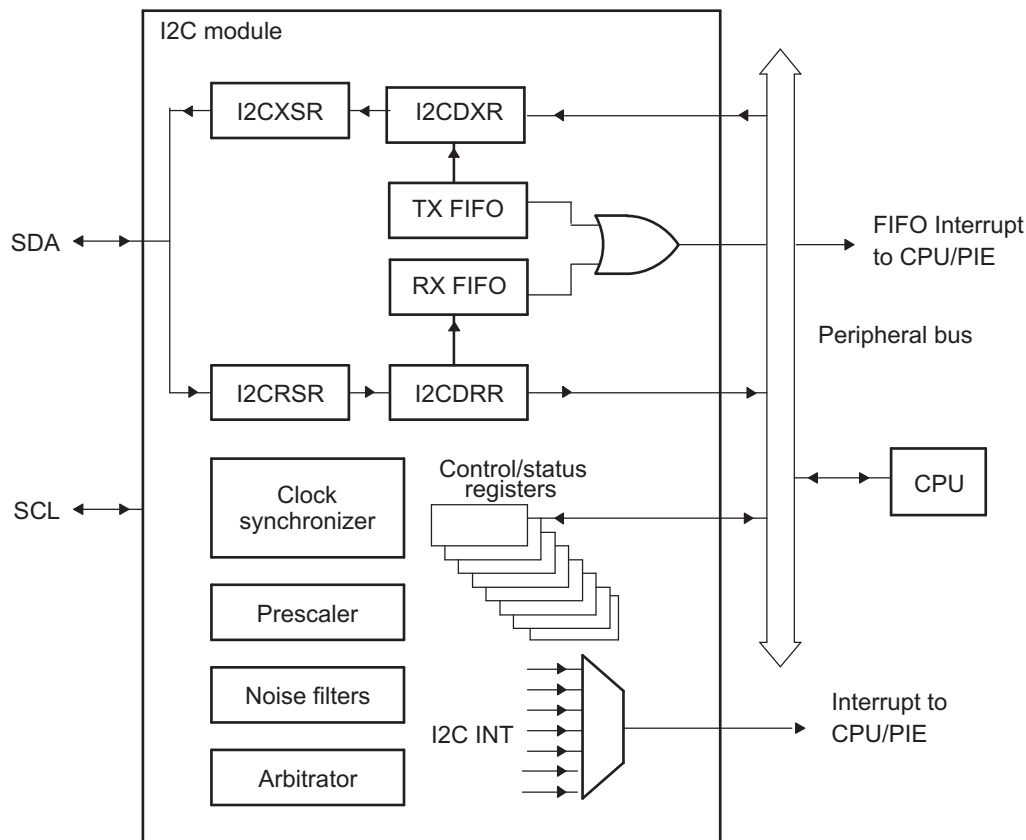 I2C module
I2CXSR
I2CDXR
TX FIFO
SDA
FIFO Interrupt
to CPU/PIE
RX FIFO
Peripheral bus
I2CRSR
I2CDRR
Control/status
registers
Clock
synchronizer
SCL
CPU
Prescaler
Noise filters
I2C INT
Interrupt to
CPU/PIE
Arbitrator